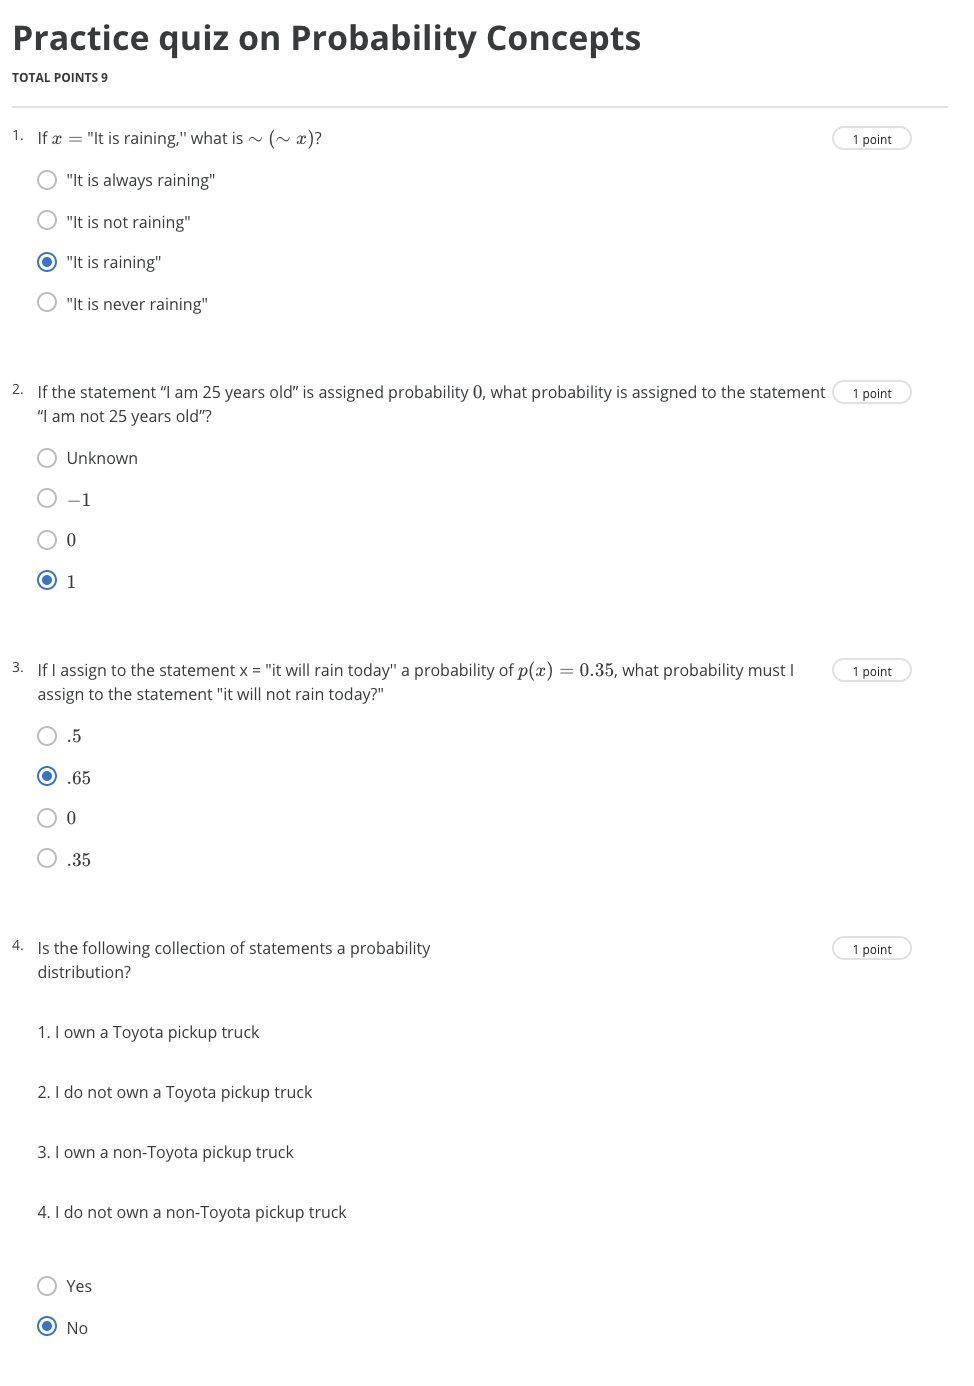 Practice quiz on Probability Concepts
TOTAL POINTS 9
1. If x = "It is raining,'' what is ∼ (∼ x)?
1 point
"It is always raining"
"It is not raining"
"It is raining"
"It is never raining"
2. If the statement “I am 25 years old” is assigned probability 0, what probability is assigned to the statement
1 point
“I am not 25 years old”?
Unknown
−1
0
1
3. If I assign to the statement x = "it will rain today'' a probability of p(x) = 0.35, what probability must I
1 point
assign to the statement "it will not rain today?"
.5
.65
0
.35
4. Is the following collection of statements a probability
1 point
distribution?
1. I own a Toyota pickup truck
2. I do not own a Toyota pickup truck
3. I own a non-Toyota pickup truck
4. I do not own a non-Toyota pickup truck
Yes
No